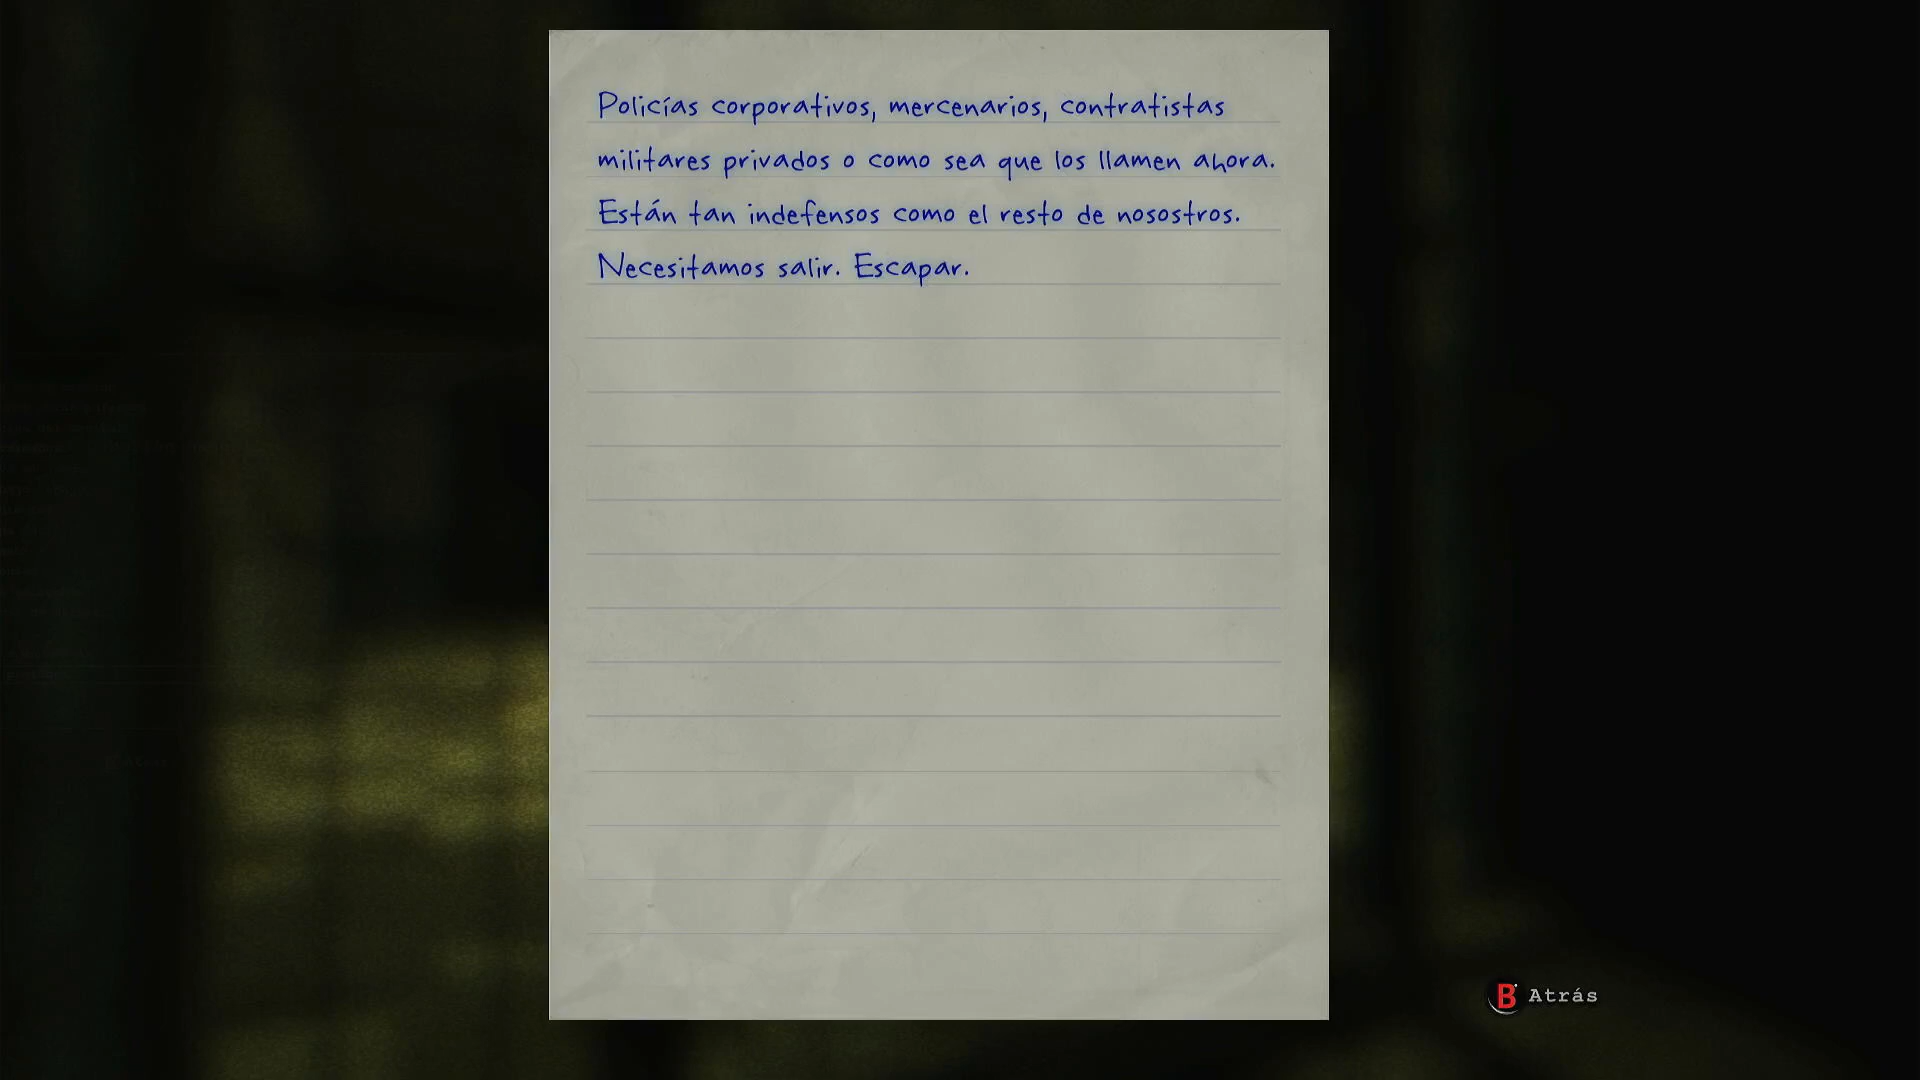 Policías corporativos, mercenarios, contratistas
militares privados o como sea que los llamen ahora.
Están tan indefensos como el resto de nosostros.
Necesitamos salir. Escapar.
B Atrás